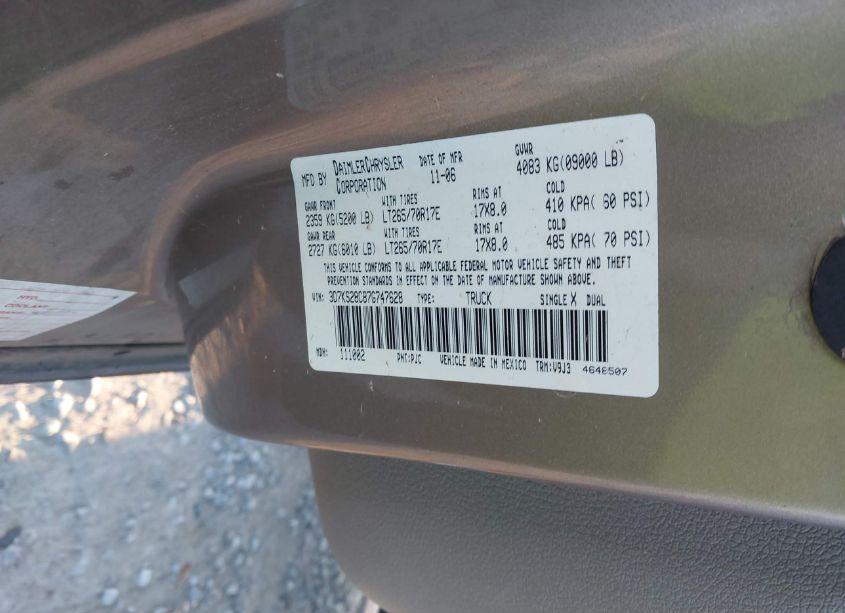 MFD BY DAIMLERCHRYSLER CORPORATION DATE OF MFR 11-06 GVWR 4083 KG(09000 LB)
GAWR FRONT WITH TIRES RIMS AT COLD
2359 KG(5200 LB) LT265/70R17E 17X8.0 410 KPA( 60 PSI)
GAWR REAR WITH TIRES RIMS AT COLD
2727 KG(6010 LB) LT265/70R17E 17X8.0 485 KPA( 70 PSI)
THIS VEHICLE CONFORMS TO ALL APPLICABLE FEDERAL MOTOR VEHICLE SAFETY AND THEFT
PREVENTION STANDARDS IN EFFECT ON THE DATE OF MANUFACTURE SHOWN ABOVE.
VIN: 3D7KS28C87G747628 TYPE: TRUCK SINGLE X DUAL
MDH: 111002 PNT:PJC VEHICLE MADE IN MEXICO TRM:V9J3 4648507